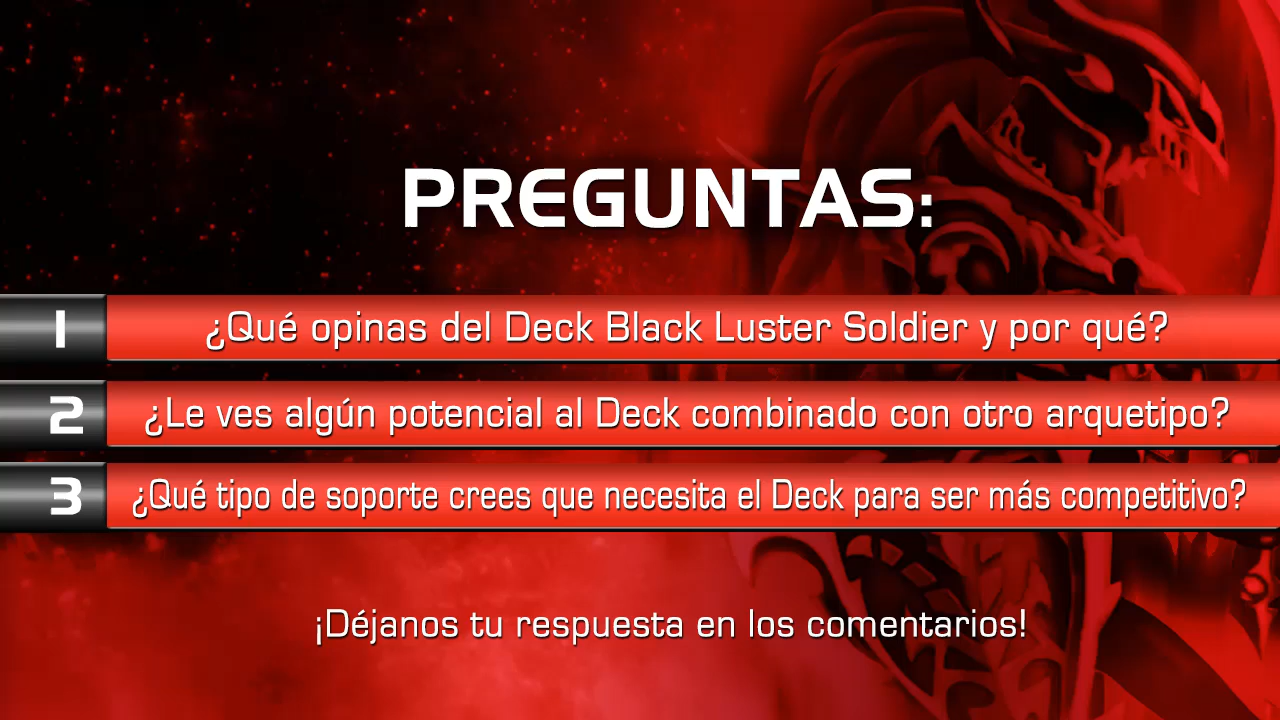 PREGUNTAS:
1 ¿Qué opinas del Deck Black Luster Soldier y por qué?
2 ¿Le ves algún potencial al Deck combinado con otro arquetipo?
3 ¿Qué tipo de soporte crees que necesita el Deck para ser más competitivo?
¡Déjanos tu respuesta en los comentarios!